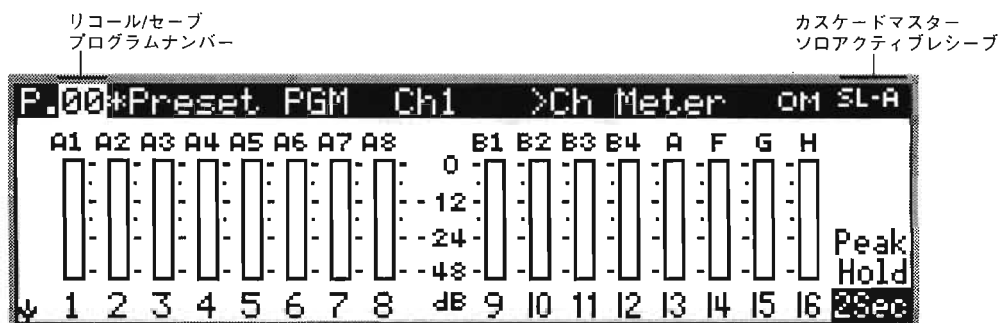 リコール/セーブ
プログラムナンバー
カスケードマスター
ソロアクティブレシーブ
P.00*Preset PGM Ch1 >Ch Meter OM SL-A
A1 A2 A3 A4 A5 A6 A7 A8 B1 B2 B3 B4 A F G H
0
-12
-24
-48
Peak
Hold
1 2 3 4 5 6 7 8 dB 9 10 11 12 13 14 15 16 2Sec